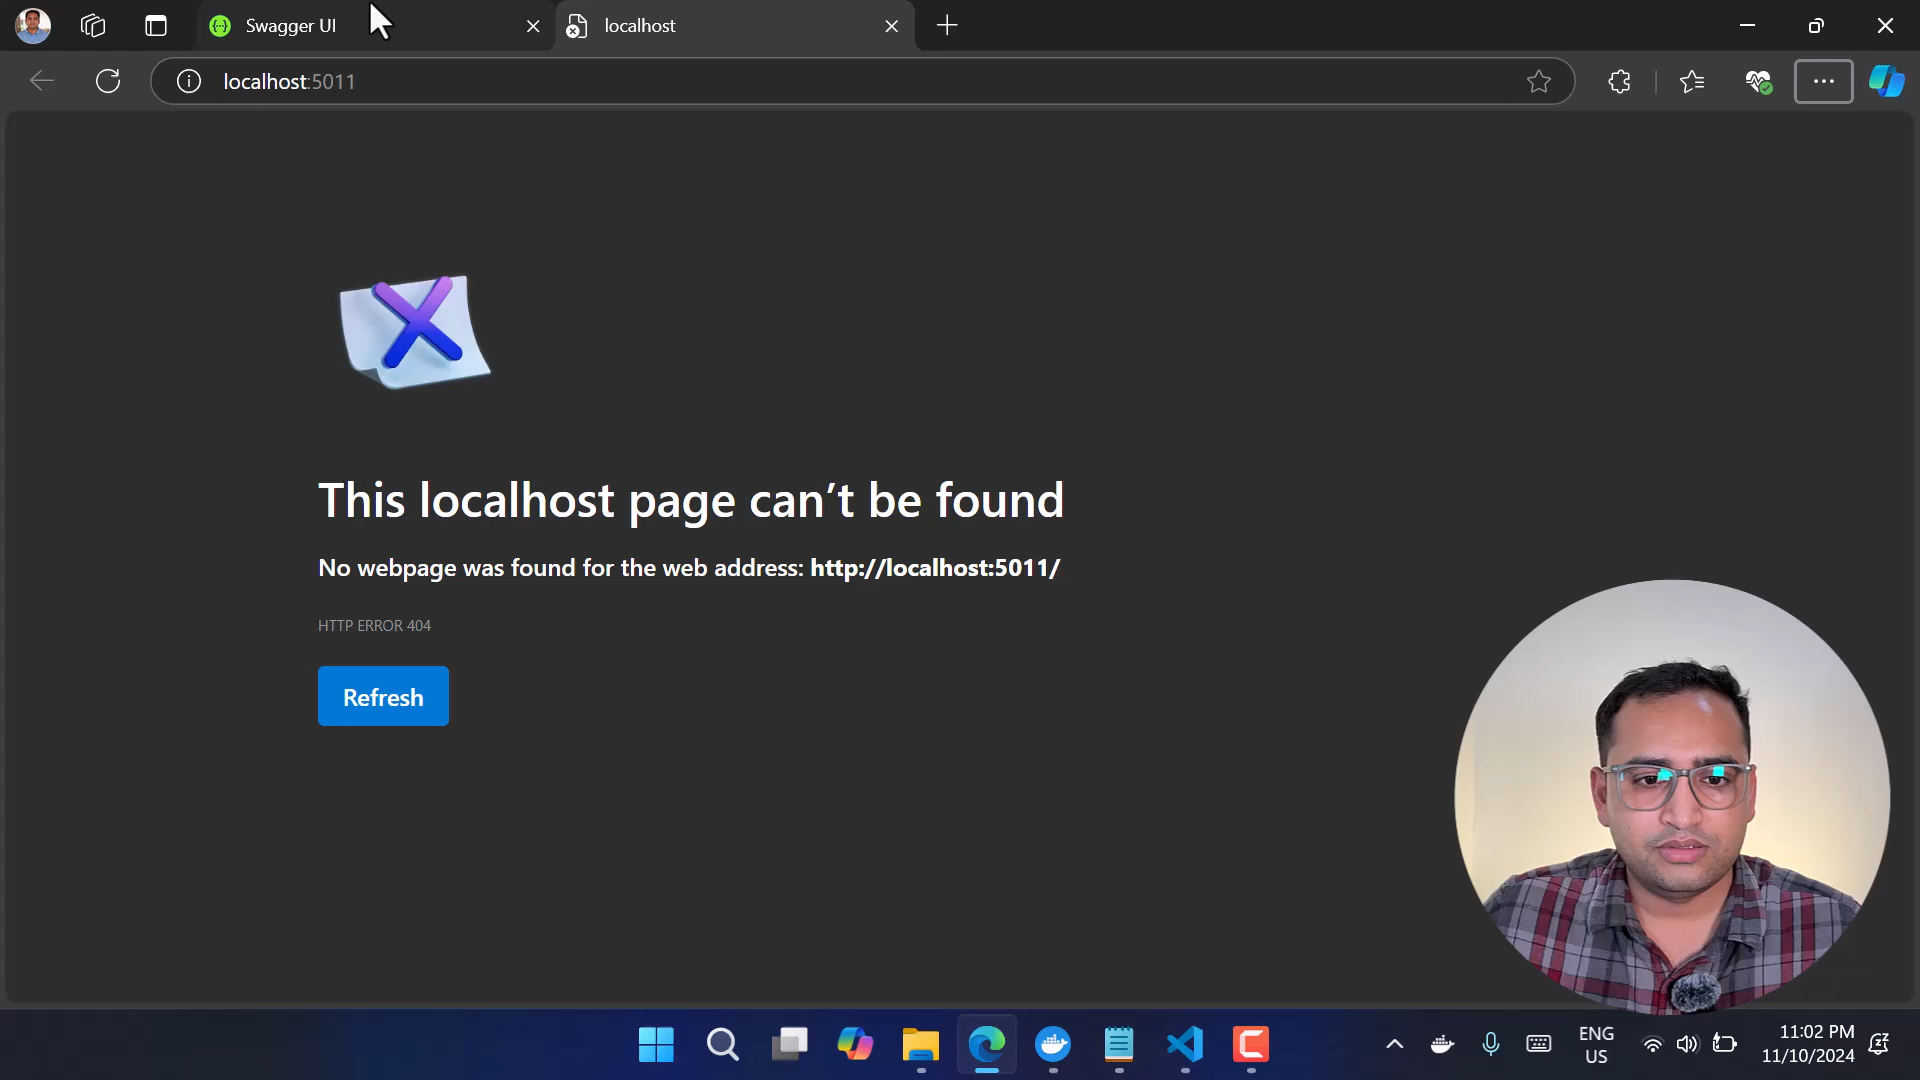 Swagger UI
localhost
localhost:5011
This localhost page can’t be found
No webpage was found for the web address: http://localhost:5011/
HTTP ERROR 404
Refresh
ENG
US
11:02 PM
11/10/2024